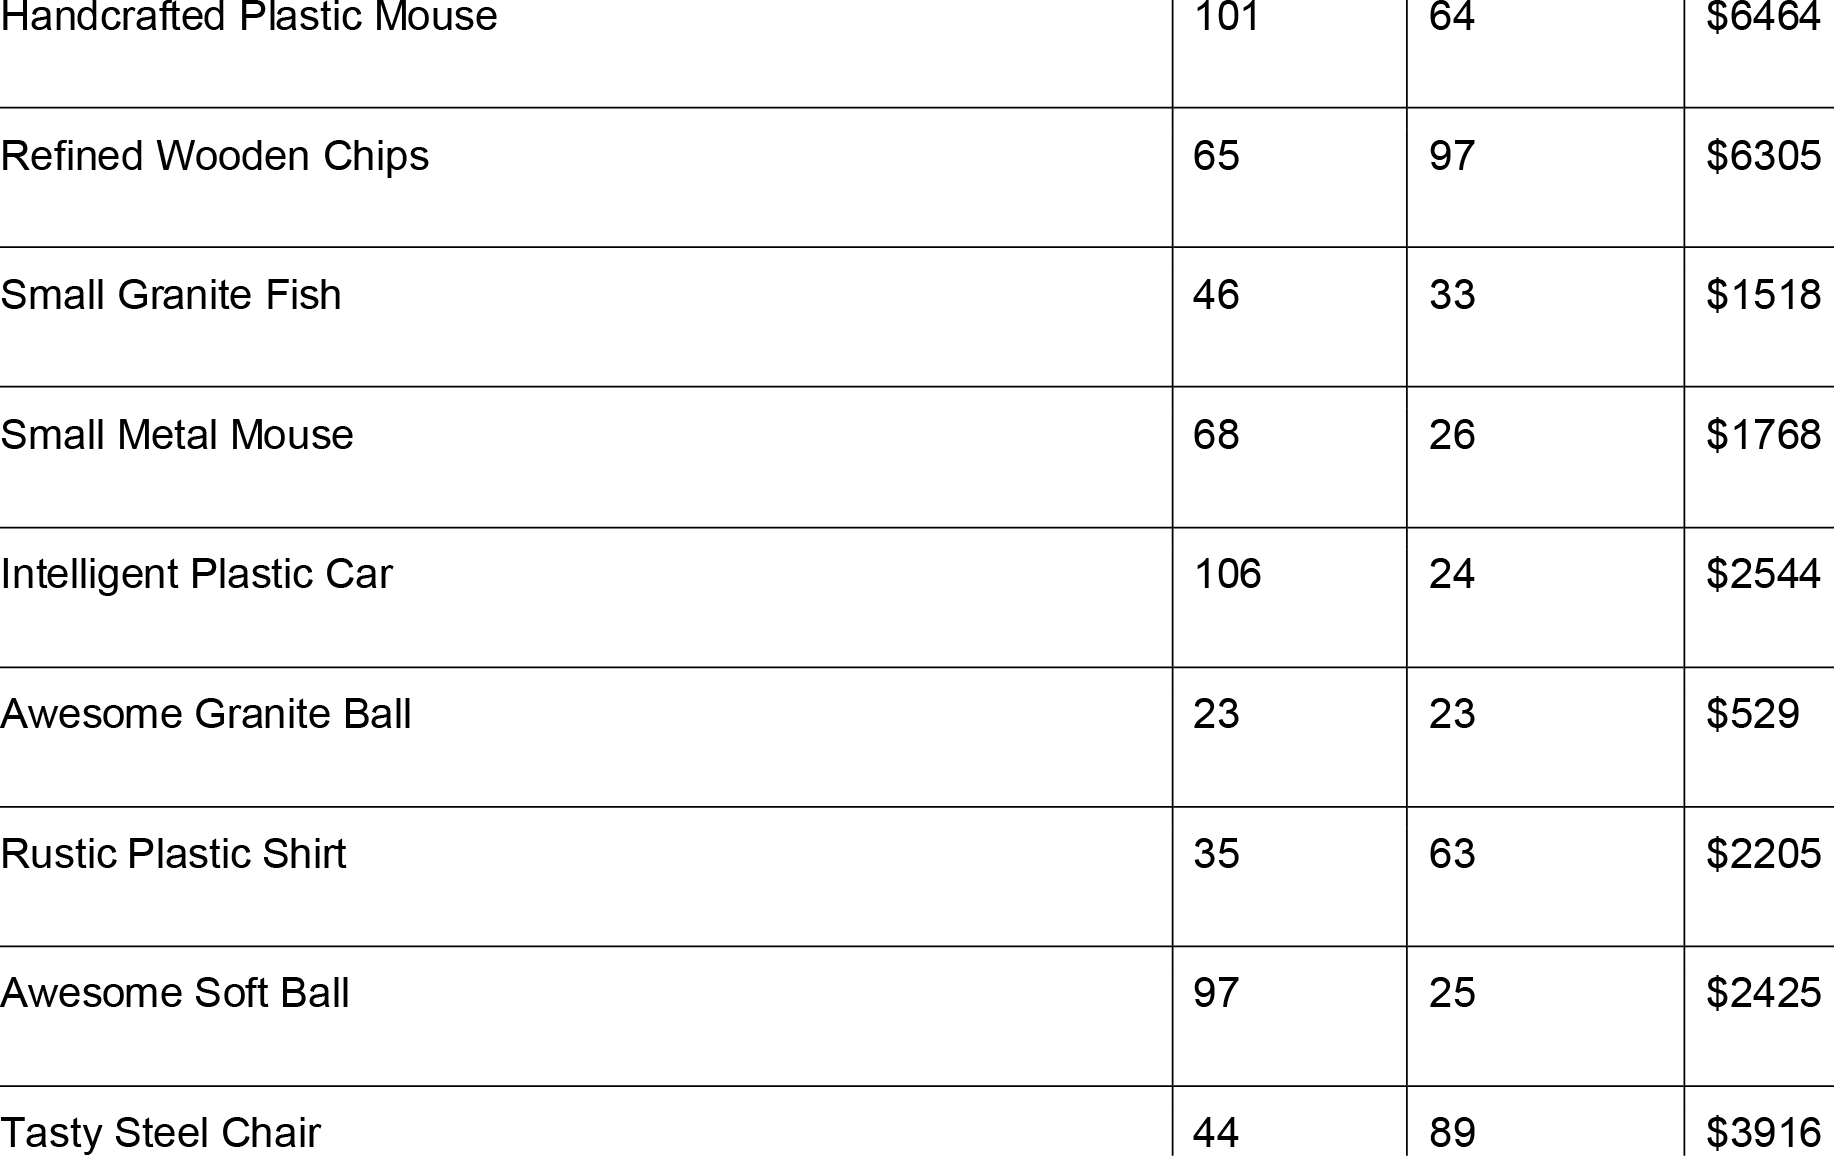 Handcrafted Plastic Mouse 101 64 $6464
Refined Wooden Chips 65 97 $6305
Small Granite Fish 46 33 $1518
Small Metal Mouse 68 26 $1768
Intelligent Plastic Car 106 24 $2544
Awesome Granite Ball 23 23 $529
Rustic Plastic Shirt 35 63 $2205
Awesome Soft Ball 97 25 $2425
Tasty Steel Chair 44 89 $3916